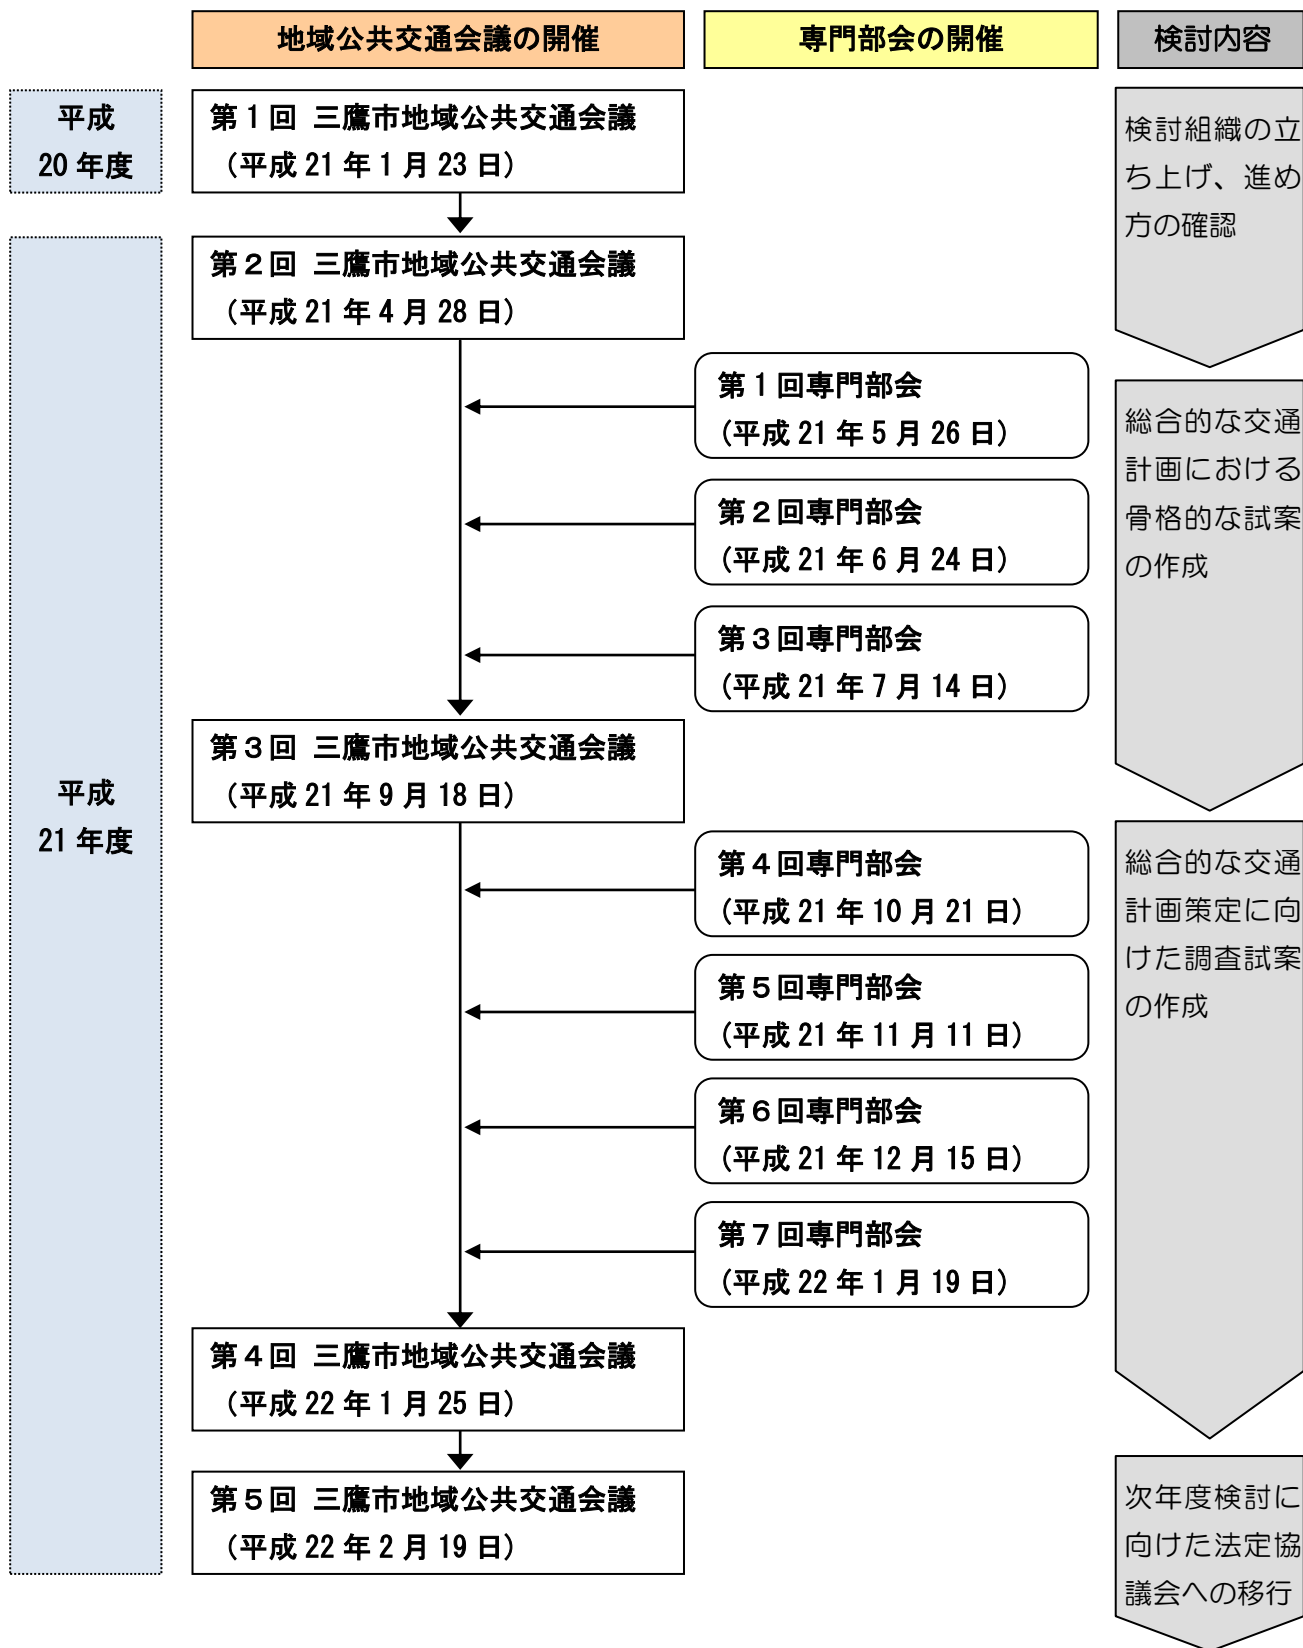 地域公共交通会議の開催
専門部会の開催
検討内容
平成
20 年度
第１回 三鷹市地域公共交通会議
（平成 21 年 1 月 23 日）
検討組織の立
ち上げ、進め
方の確認
平成
21 年度
第２回 三鷹市地域公共交通会議
（平成 21 年 4 月 28 日）
第１回専門部会
（平成 21 年 5 月 26 日）
第２回専門部会
（平成 21 年 6 月 24 日）
第３回専門部会
（平成 21 年 7 月 14 日）
総合的な交通
計画における
骨格的な試案
の作成
第３回 三鷹市地域公共交通会議
（平成 21 年 9 月 18 日）
第４回専門部会
（平成 21 年 10 月 21 日）
第５回専門部会
（平成 21 年 11 月 11 日）
第６回専門部会
（平成 21 年 12 月 15 日）
第７回専門部会
（平成 22 年 1 月 19 日）
総合的な交通
計画策定に向
けた調査試案
の作成
第４回 三鷹市地域公共交通会議
（平成 22 年 1 月 25 日）
第５回 三鷹市地域公共交通会議
（平成 22 年 2 月 19 日）
次年度検討に
向けた法定協
議会への移行